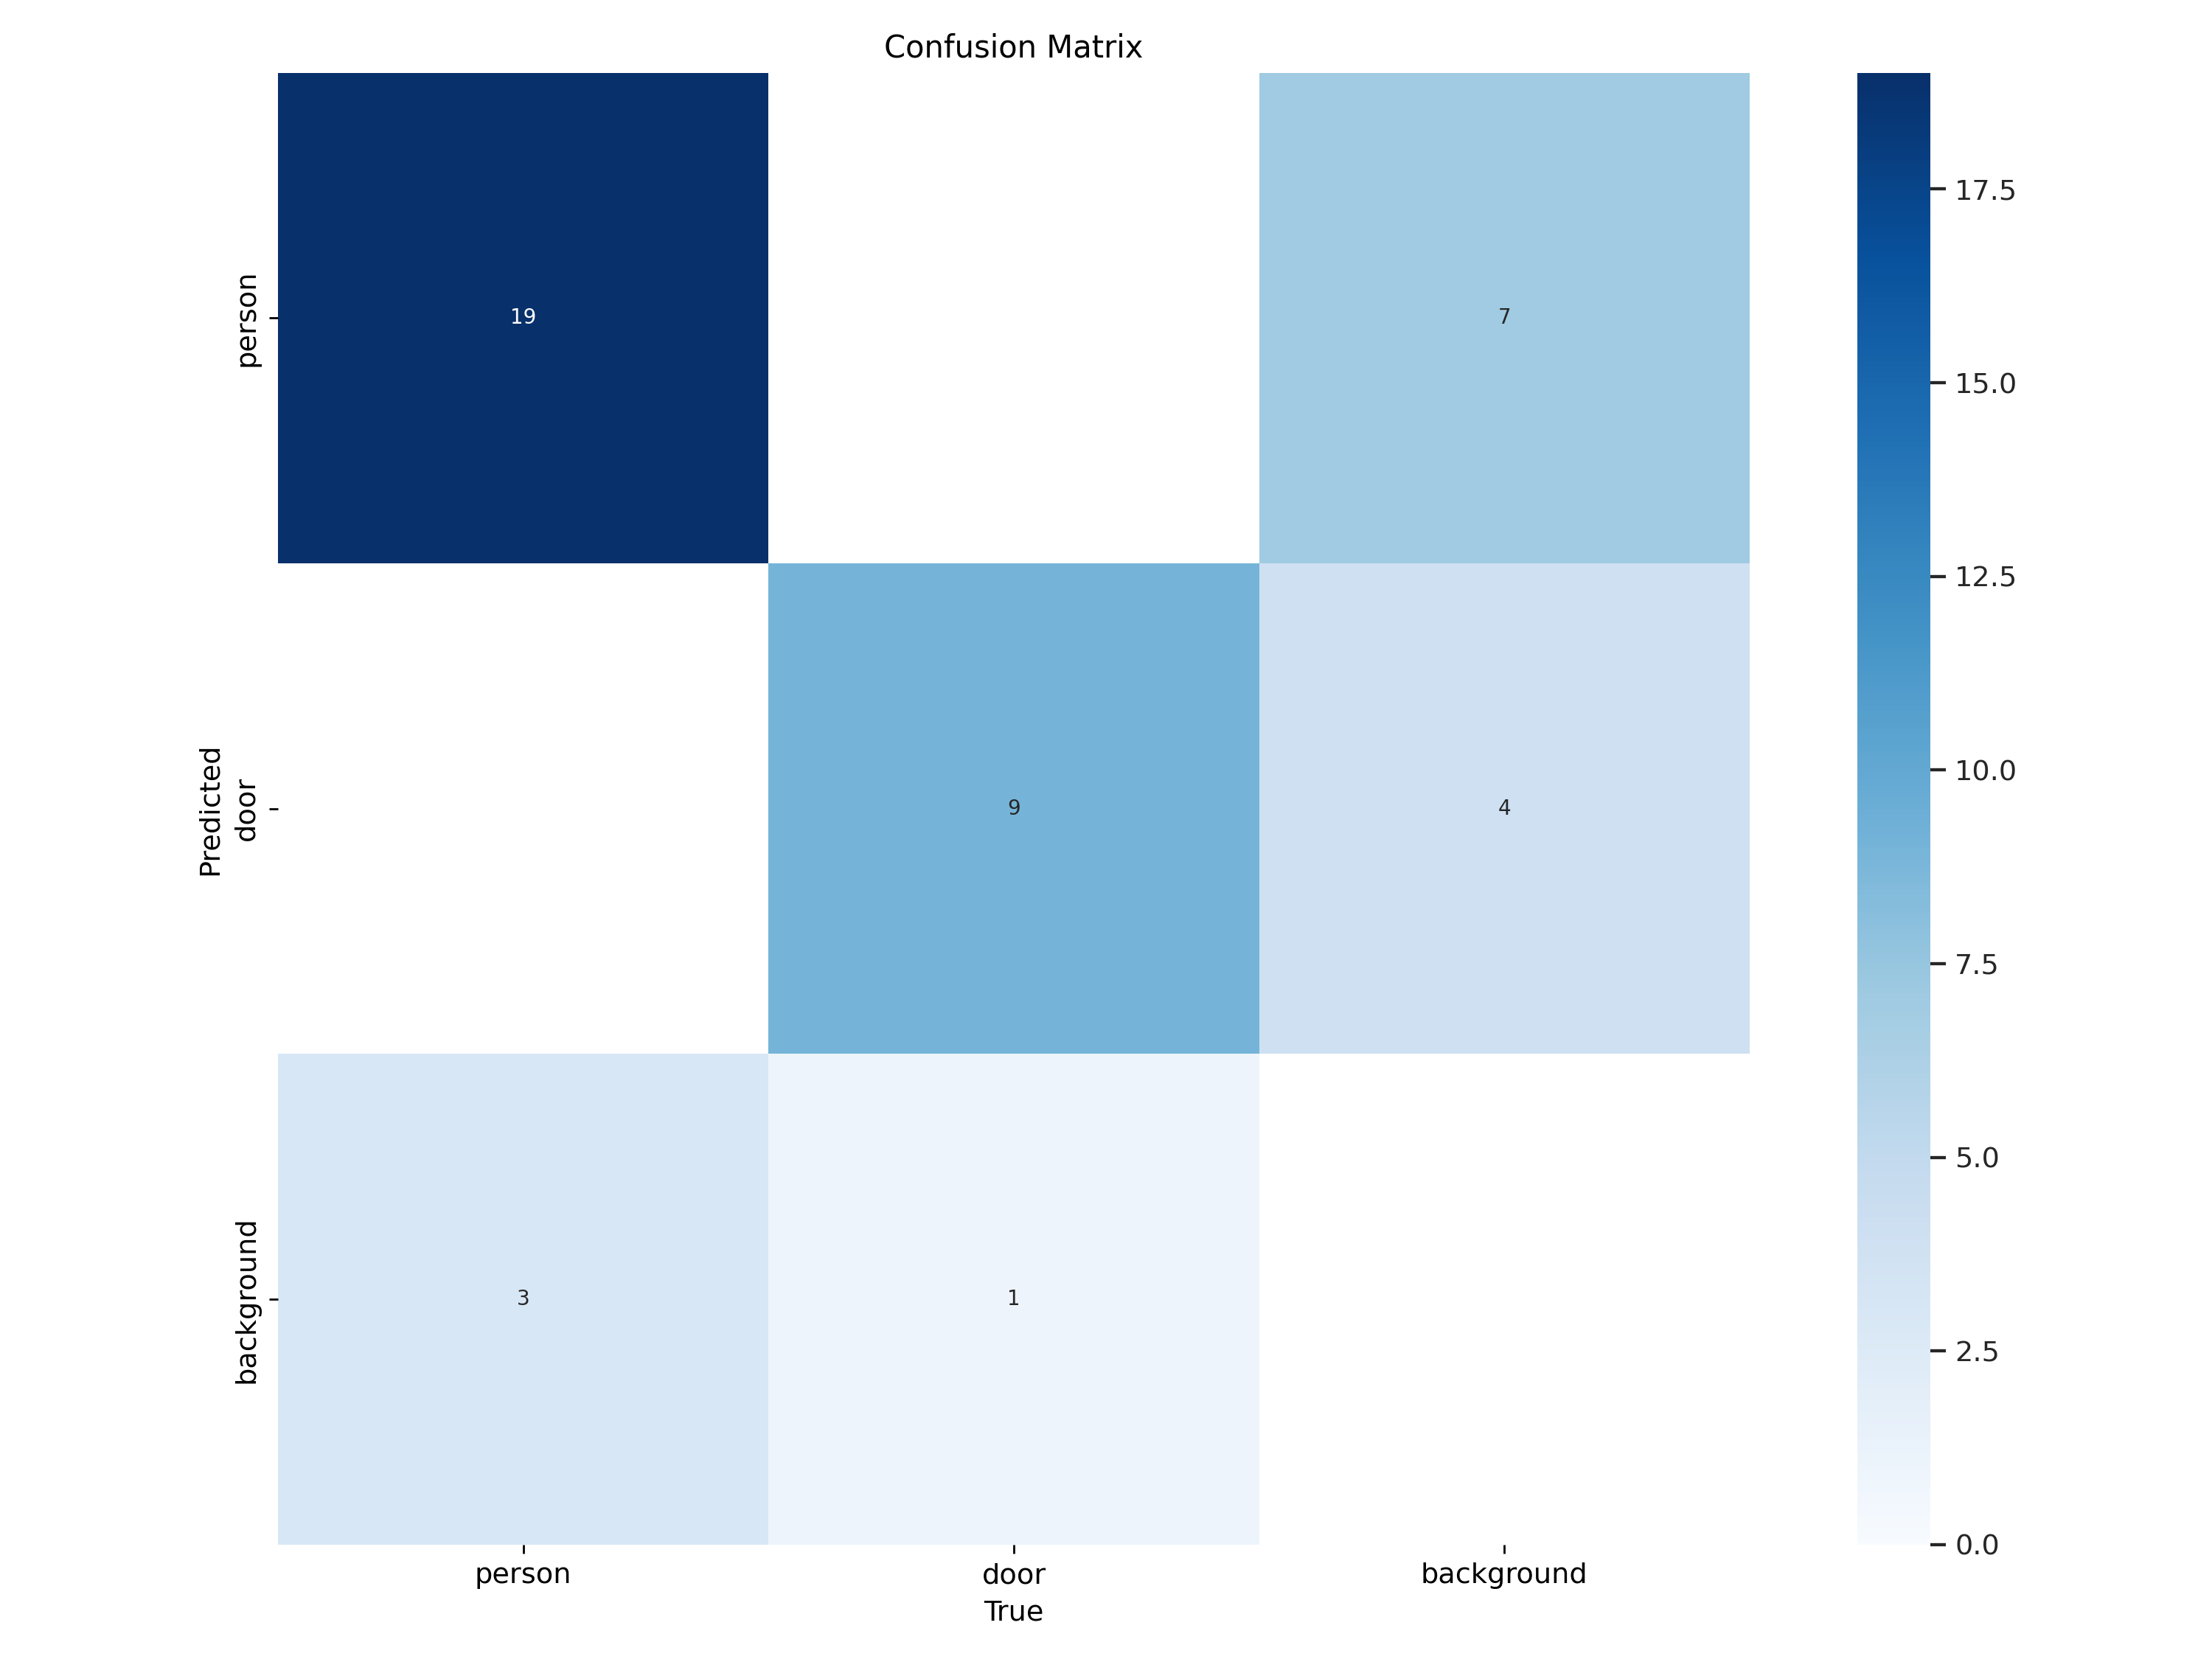 Confusion Matrix
person
19
7
17.5
15.0
12.5
Predicted
door
9
4
10.0
7.5
background
3
1
5.0
2.5
0.0
person
door
background
True